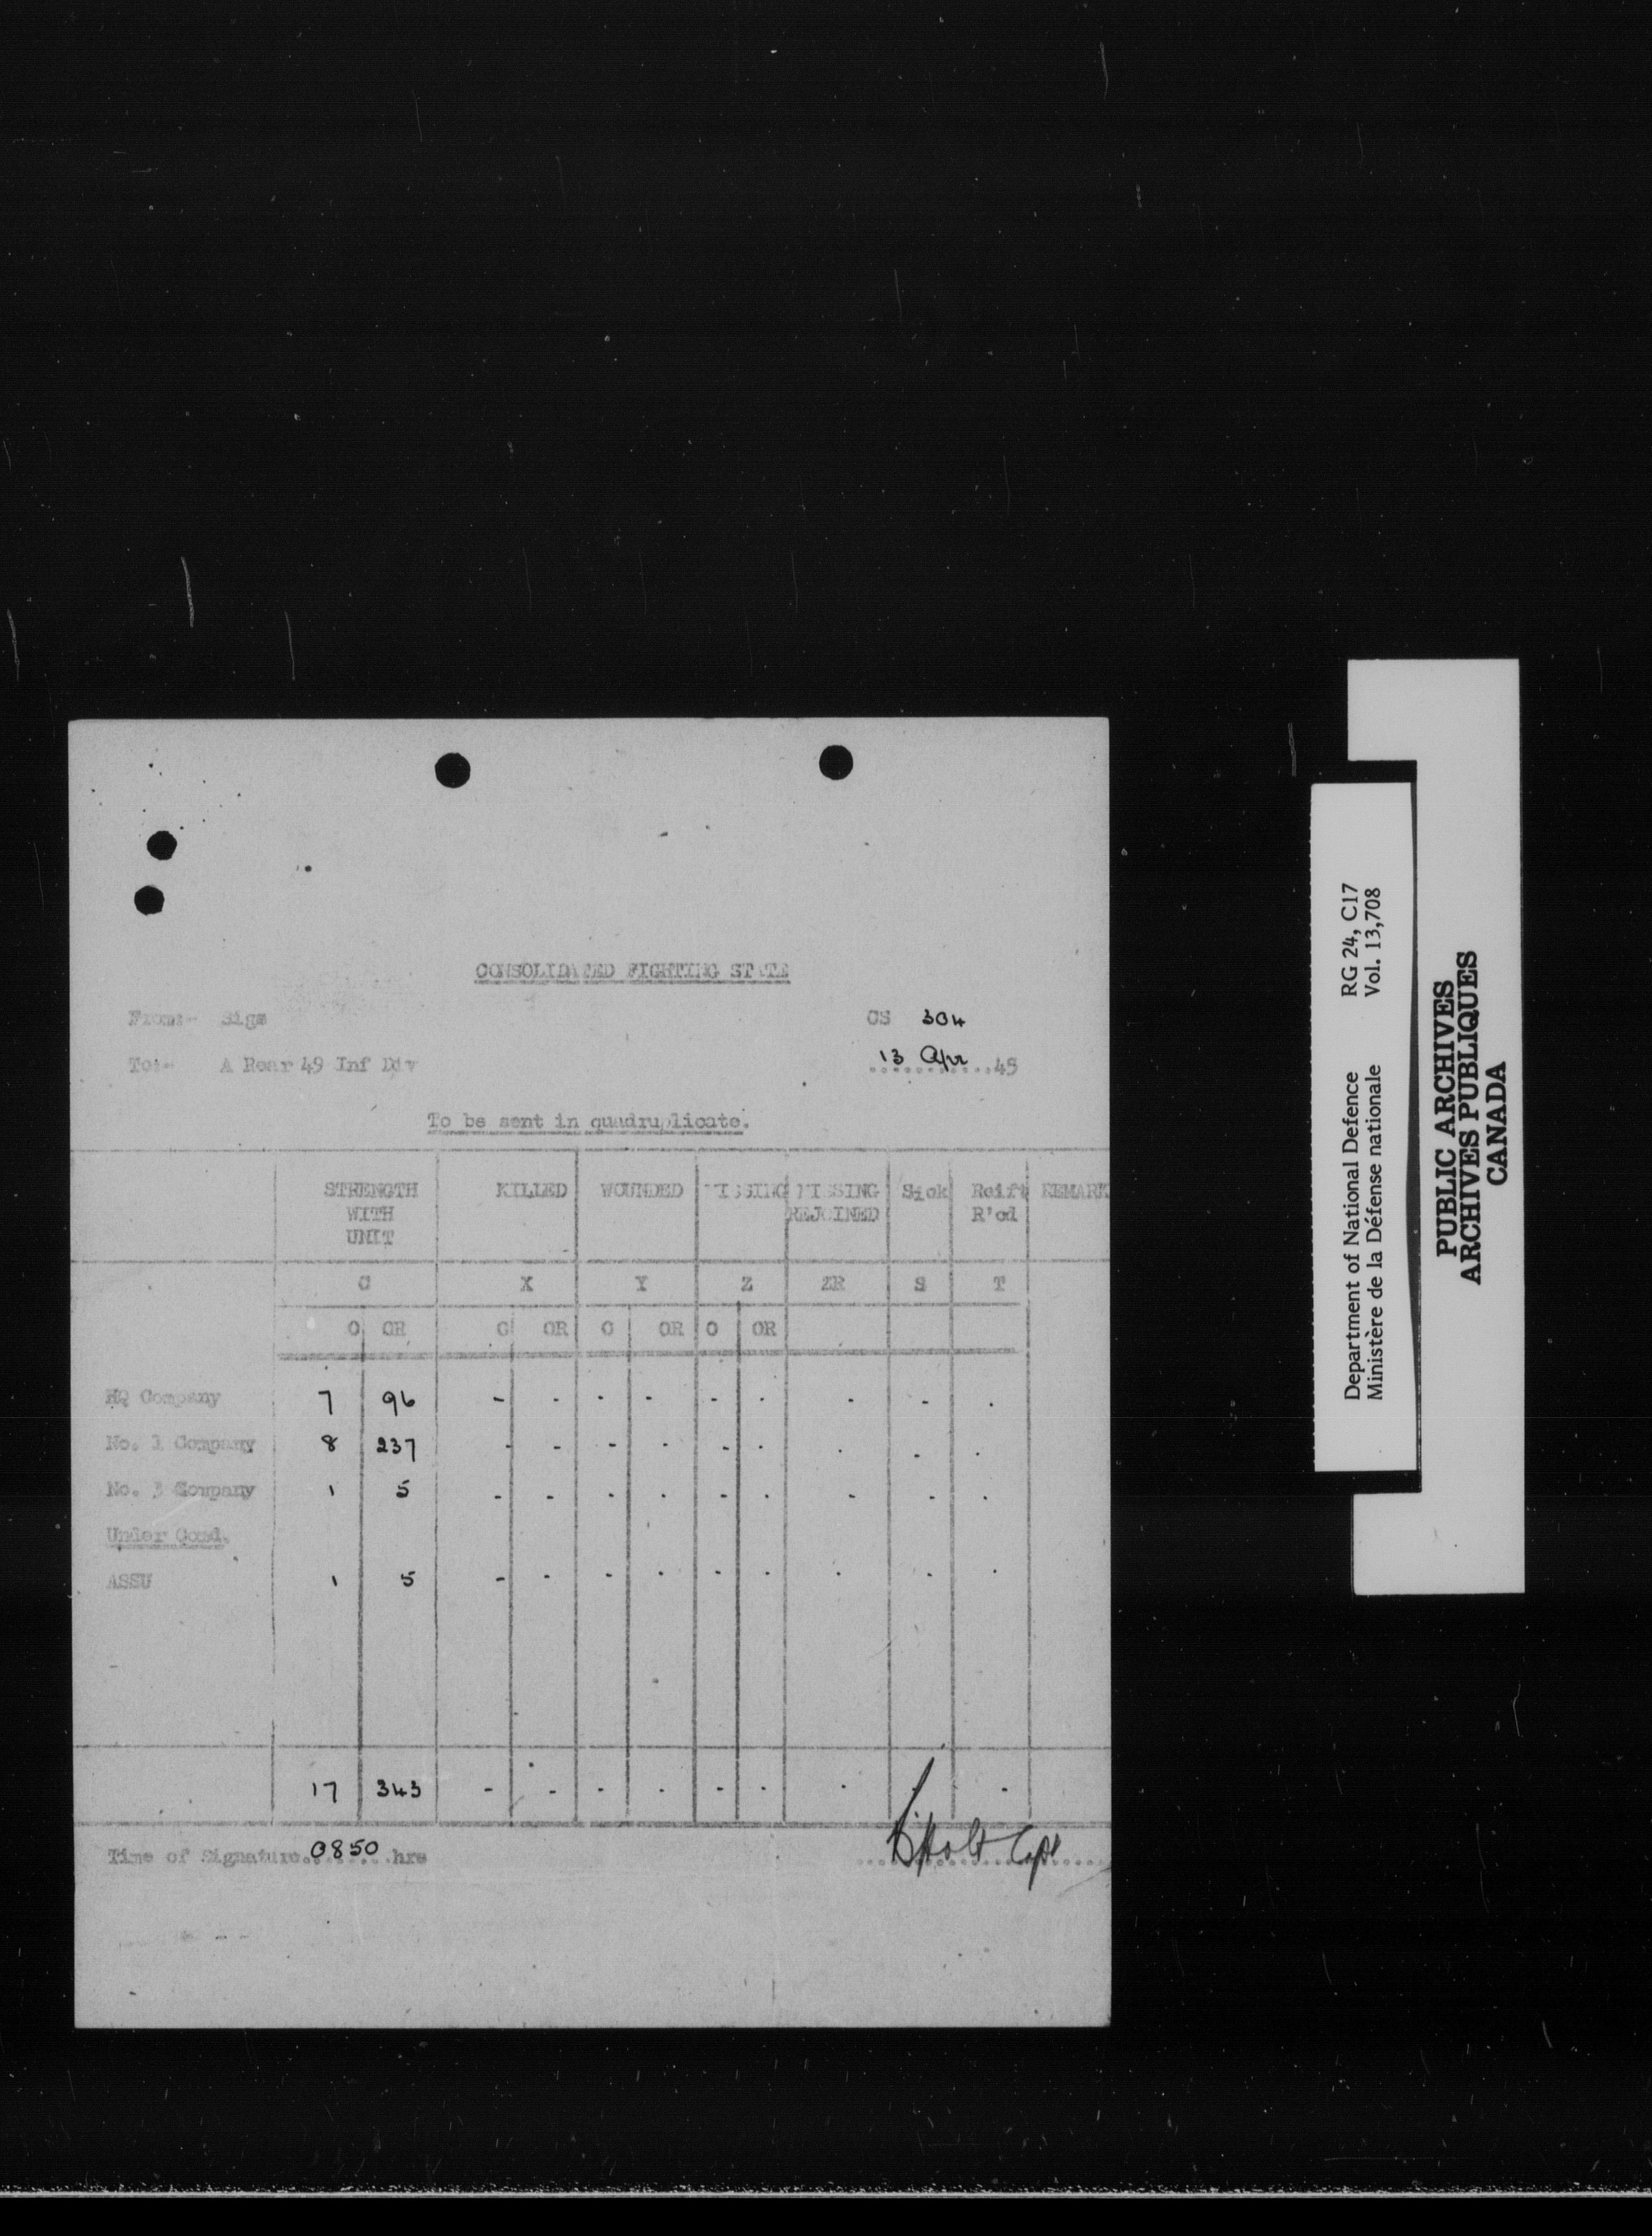 CONSOLIDATED FIGHTING STATE
From:- Sigs
CS 304
To:- A Rear 49 Inf Div
13 Apr 45
To be sent in quadruplicate.
STRENGTH WITH UNIT KILLED WOUNDED MISSING MISSING REJOINED Sick Reift R'cd REMARK
C X Y Z ZR S T
O OR O OR O OR O OR
HQ Company 7 96 - - - - - - - - -
No. 1 Company 8 237 - - - - - - - - -
No. 3 Company 1 5 - - - - - - - - -
Under Comd.
ASSU 1 5 - - - - - - - - -
17 343 - - - - - - - - -
Time of Signature 0850 hrs
Holt Capt
Department of National Defence RG 24, C17
Ministère de la Défense nationale Vol. 13,708
PUBLIC ARCHIVES
ARCHIVES PUBLIQUES
CANADA